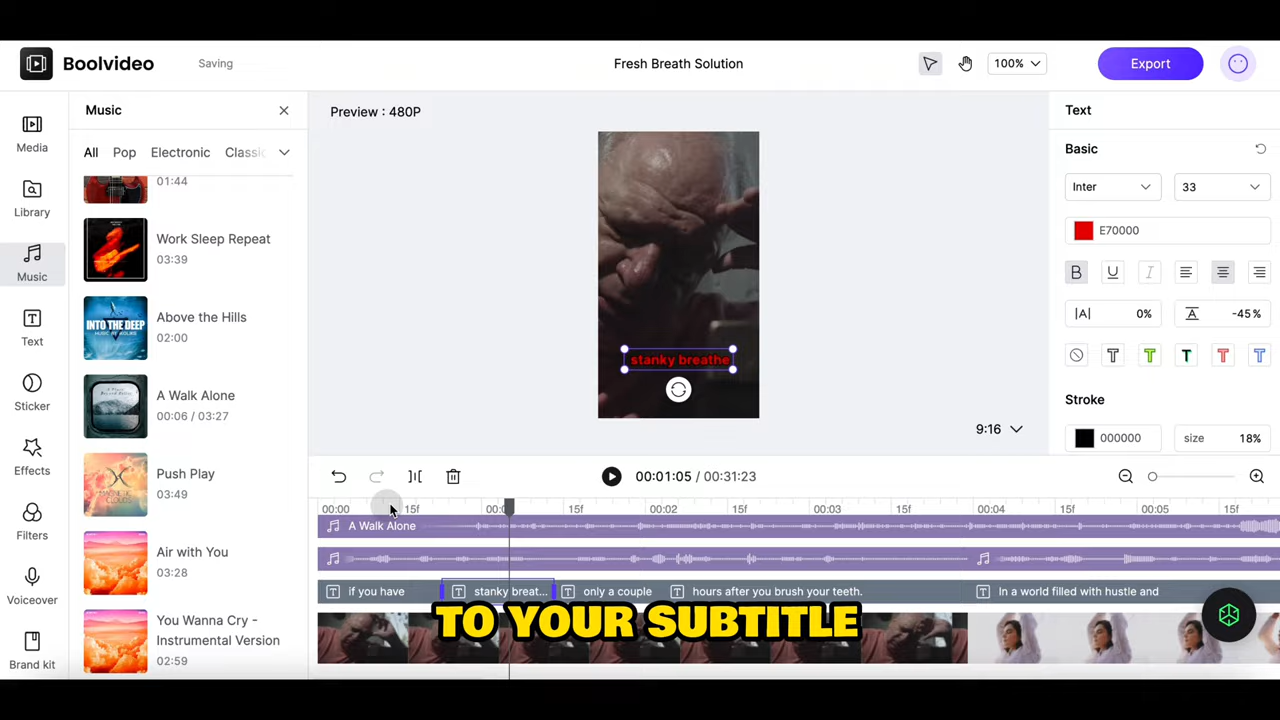 Boolvideo
Saving
Fresh Breath Solution
100%
Export
Media
Library
Music
Text
Sticker
Effects
Filters
Voiceover
Brand kit
Music
All Pop Electronic Classic
01:44
Work Sleep Repeat
03:39
INTO THE DEEP
Above the Hills
02:00
A Walk Alone
00:06 / 03:27
Push Play
03:49
Air with You
03:28
You Wanna Cry -
Instrumental Version
02:59
Preview : 480P
stanky breathe
9:16
Text
Basic
Inter
33
E70000
B U I
|A| 0%
A -45%
T T T T T
Stroke
000000
size 18%
00:01:05 / 00:31:23
00:00 15f 00:0 15f 00:02 15f 00:03 15f 00:04 15f 00:05 15f
A Walk Alone
T if you have
T stanky breat...
T only a couple
T hours after you brush your teeth.
T In a world filled with hustle and
TO YOUR SUBTITLE